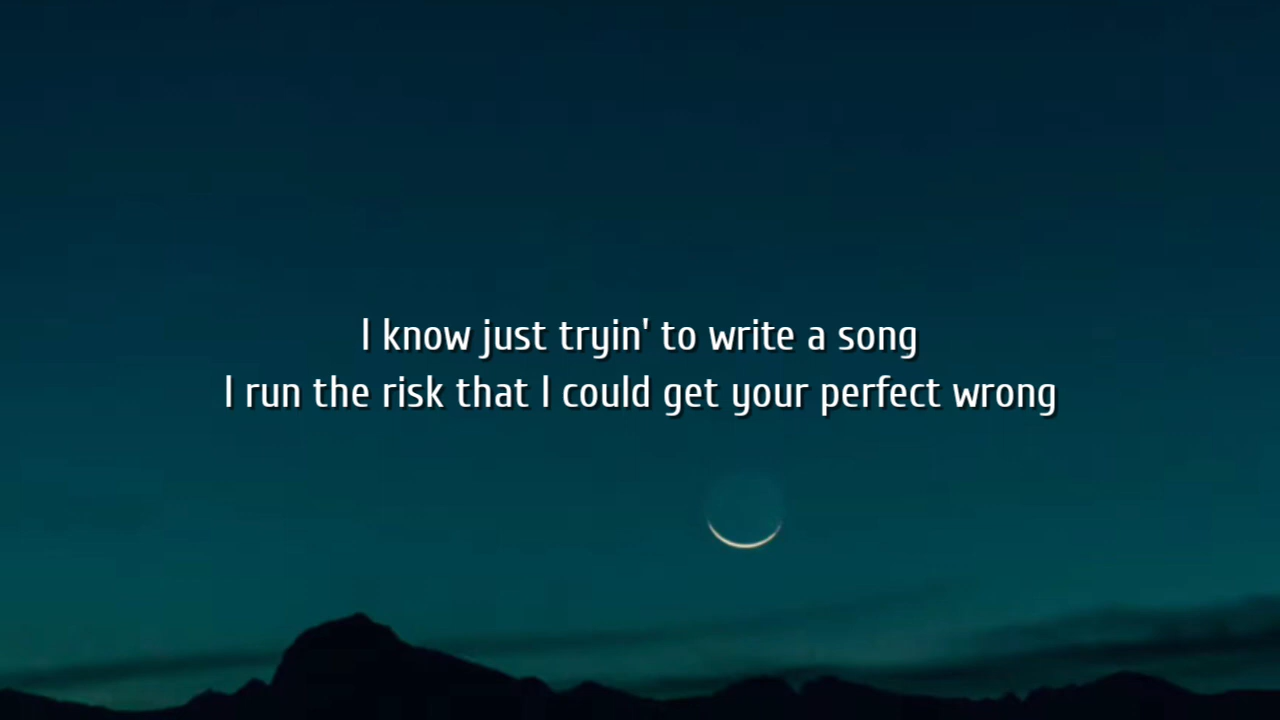 I know just tryin' to write a song
I run the risk that I could get your perfect wrong